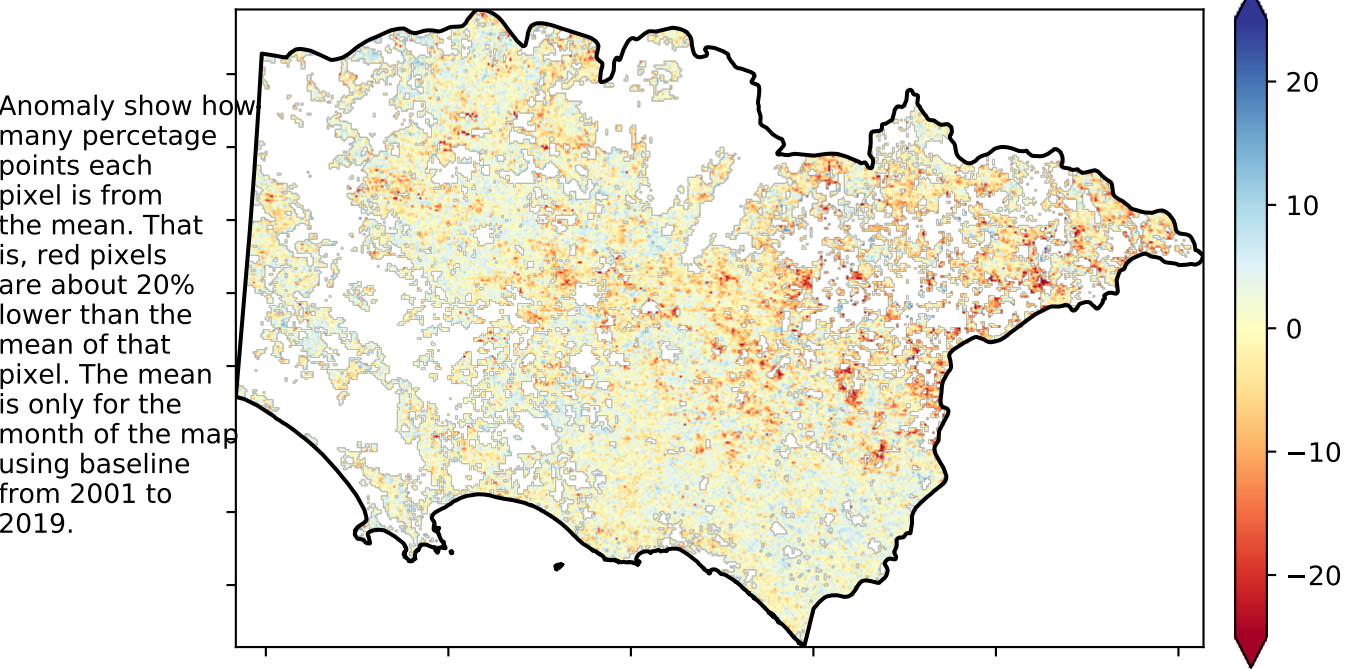 Anomaly show how
many percetage
points each
pixel is from
the mean. That
is, red pixels
are about 20%
lower than the
mean of that
pixel. The mean
is only for the
month of the map
using baseline
from 2001 to
2019.
20
10
0
−10
−20